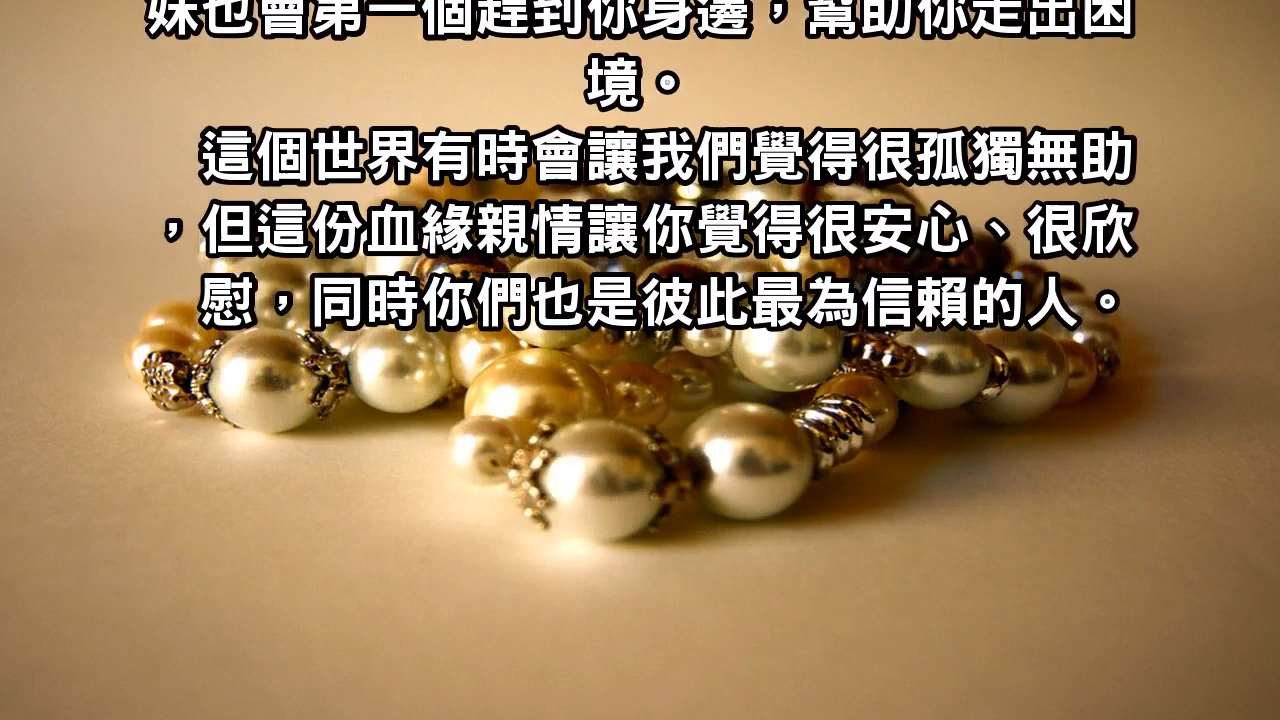 妹也會第一個趕到你身邊，幫助你走出困
境。
這個世界有時會讓我們覺得很孤獨無助
，但這份血緣親情讓你覺得很安心、很欣
慰，同時你們也是彼此最為信賴的人。